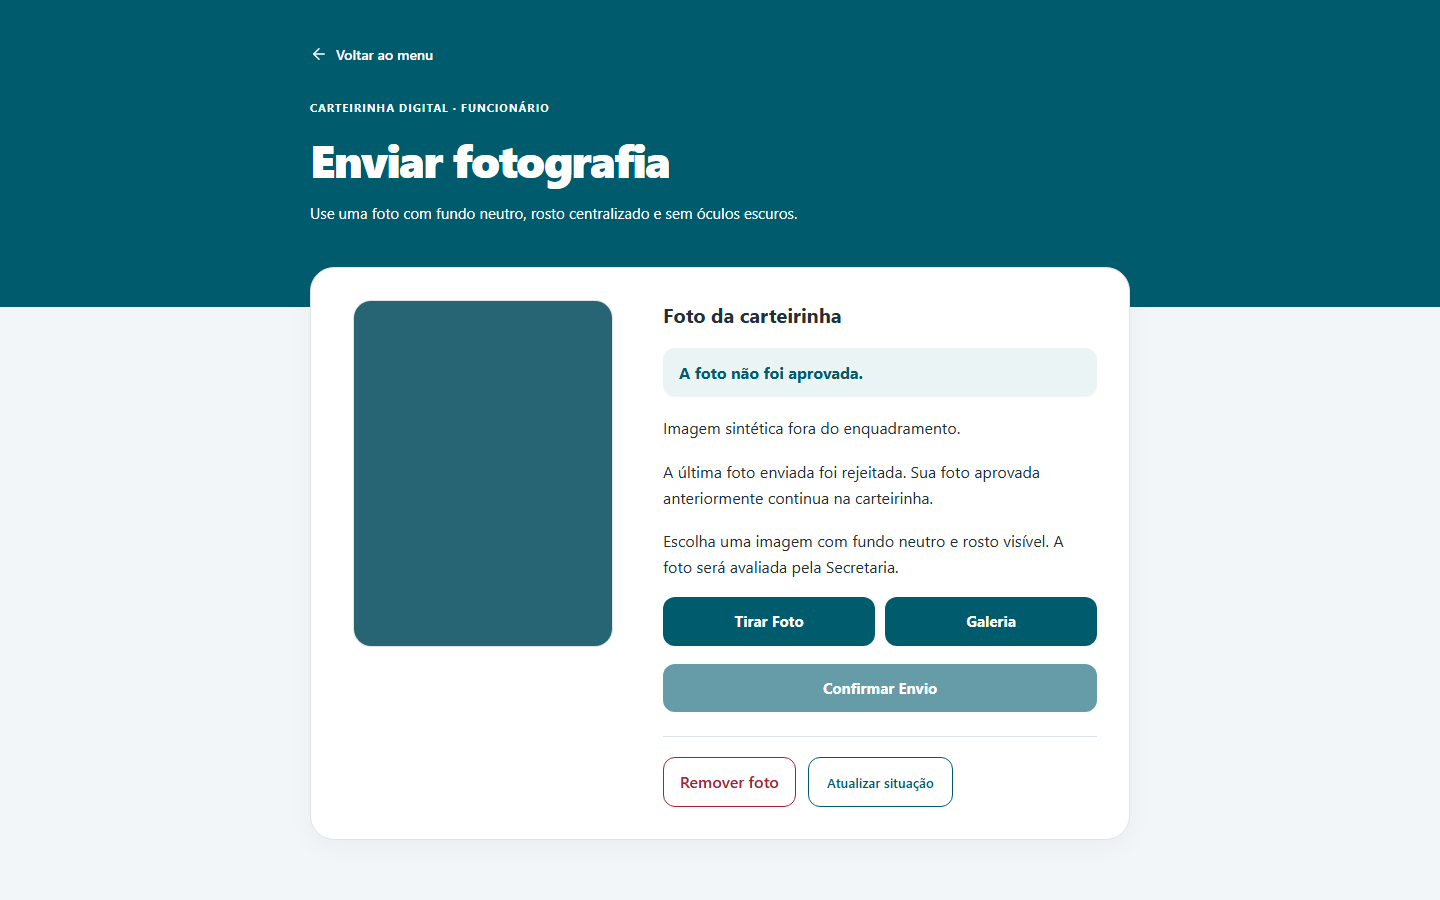 Voltar ao menu
CARTEIRINHA DIGITAL · FUNCIONÁRIO
Enviar fotografia
Use uma foto com fundo neutro, rosto centralizado e sem óculos escuros.
Foto da carteirinha
A foto não foi aprovada.
Imagem sintética fora do enquadramento.
A última foto enviada foi rejeitada. Sua foto aprovada
anteriormente continua na carteirinha.
Escolha uma imagem com fundo neutro e rosto visível. A
foto será avaliada pela Secretaria.
Tirar Foto
Galeria
Confirmar Envio
Remover foto
Atualizar situação